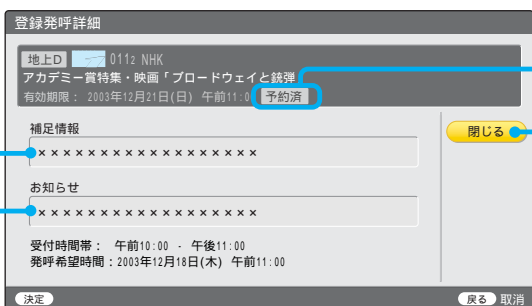 登録発呼詳細
地上D 0112 NHK
アカデミー賞特集・映画「ブロードウェイと銃弾
有効期限： 2003年12月21日(日) 午前11:0 予約済
補足情報
×××××××××××××××××
閉じる
お知らせ
×××××××××××××××××
受付時間帯： 午前10:00 - 午後11:00
発呼希望時間：2003年12月18日(木) 午前11:00
決定 戻る 取消